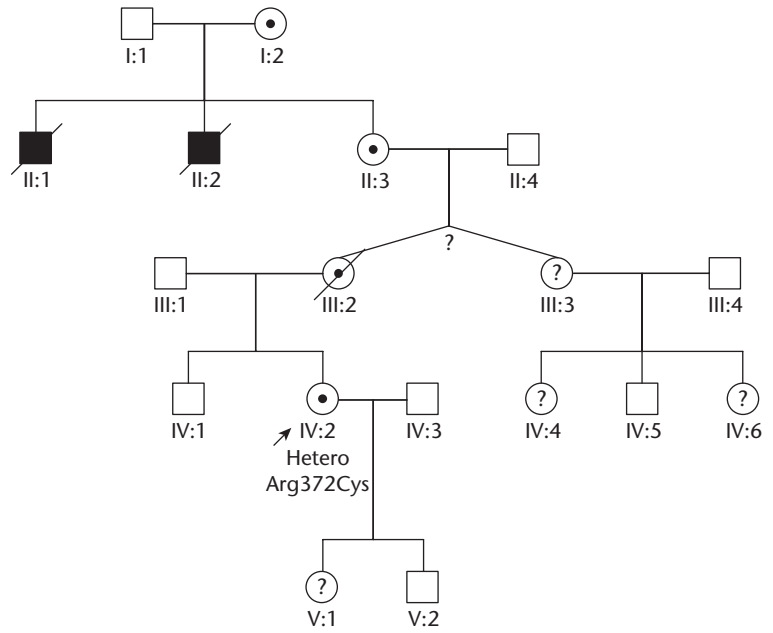 I:1 I:2
II:1 II:2 II:3 II:4
?
?
III:1 III:2 III:3 III:4
? ?
IV:1 IV:2 IV:3 IV:4 IV:5 IV:6
Hetero
Arg372Cys
?
V:1 V:2